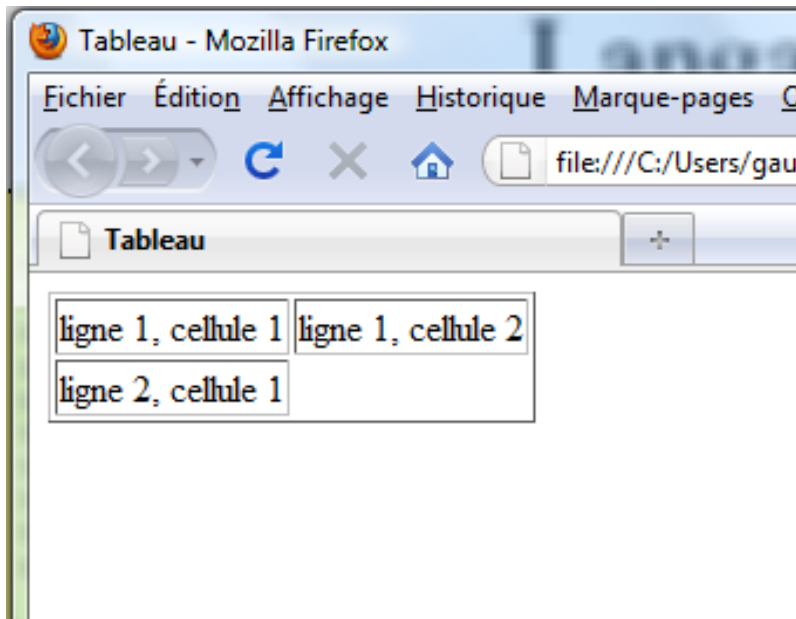 Tableau - Mozilla Firefox
Fichier Édition Affichage Historique Marque-pages
file:///C:/Users/gau
Tableau
ligne 1, cellule 1 ligne 1, cellule 2
ligne 2, cellule 1